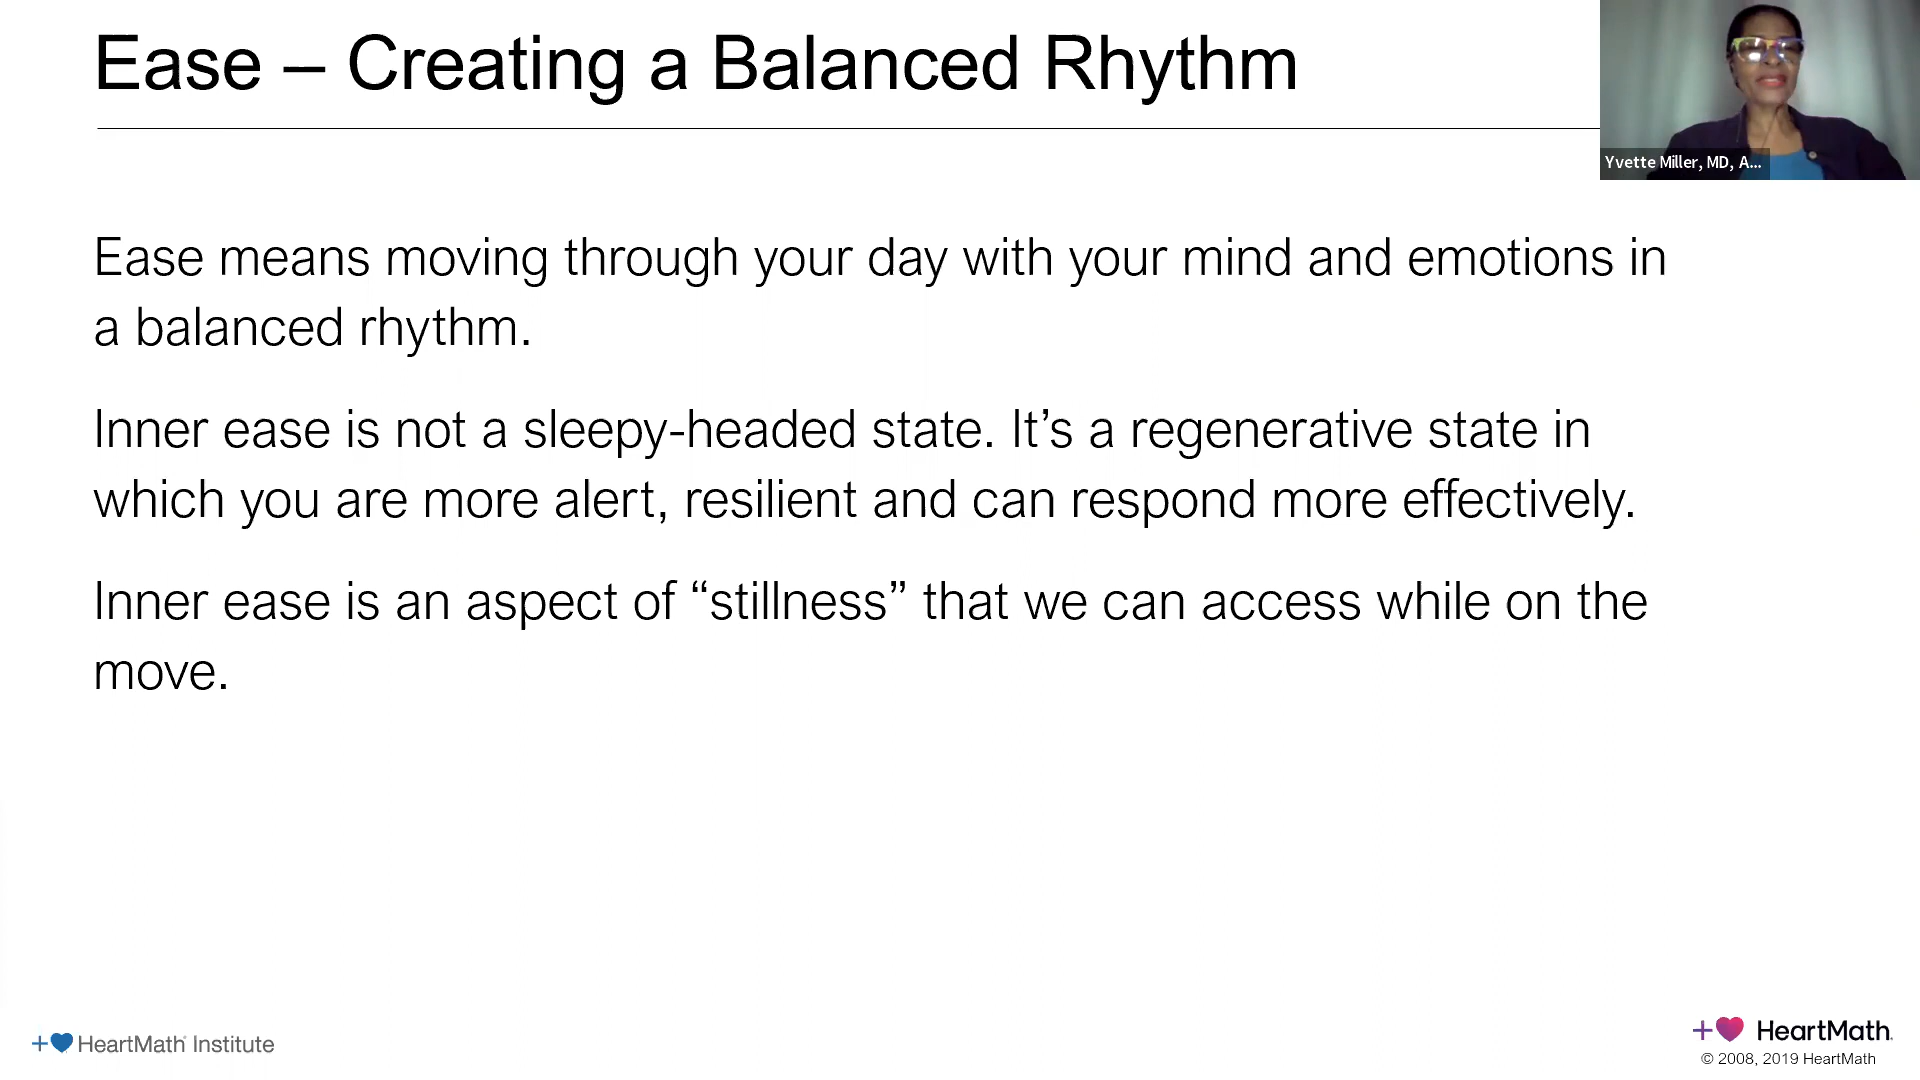 Ease – Creating a Balanced Rhythm
Yvette Miller, MD, A...
Ease means moving through your day with your mind and emotions in
a balanced rhythm.
Inner ease is not a sleepy-headed state. It’s a regenerative state in
which you are more alert, resilient and can respond more effectively.
Inner ease is an aspect of “stillness” that we can access while on the
move.
HeartMath Institute
HeartMath
© 2008, 2019 HeartMath